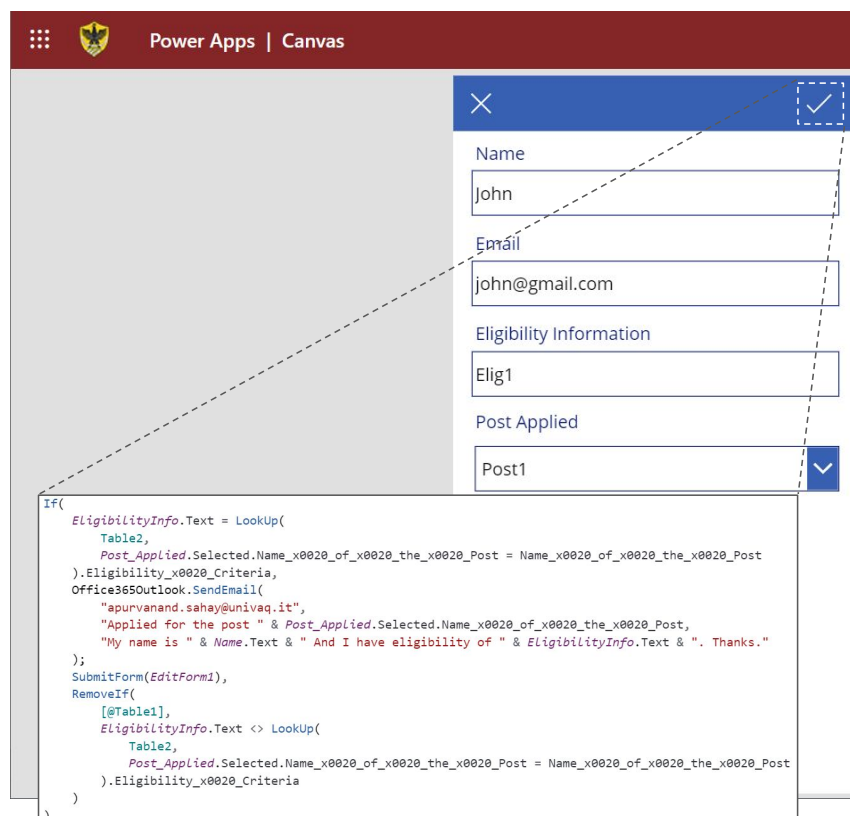 Power Apps | Canvas
Name
John
Email
john@gmail.com
Eligibility Information
Elig1
Post Applied
Post1
If(
EligibilityInfo.Text = LookUp(
Table2,
Post_Applied.Selected.Name_x0020_of_x0020_the_x0020_Post = Name_x0020_of_x0020_the_x0020_Post
).Eligibility_x0020_Criteria,
Office365Outlook.SendEmail(
"apurvanand.sahay@univaq.it",
"Applied for the post " & Post_Applied.Selected.Name_x0020_of_x0020_the_x0020_Post,
"My name is " & Name.Text & " And I have eligibility of " & EligibilityInfo.Text & ". Thanks."
);
SubmitForm(EditForm1),
RemoveIf(
[@Table1],
EligibilityInfo.Text <> LookUp(
Table2,
Post_Applied.Selected.Name_x0020_of_x0020_the_x0020_Post = Name_x0020_of_x0020_the_x0020_Post
).Eligibility_x0020_Criteria
)
)